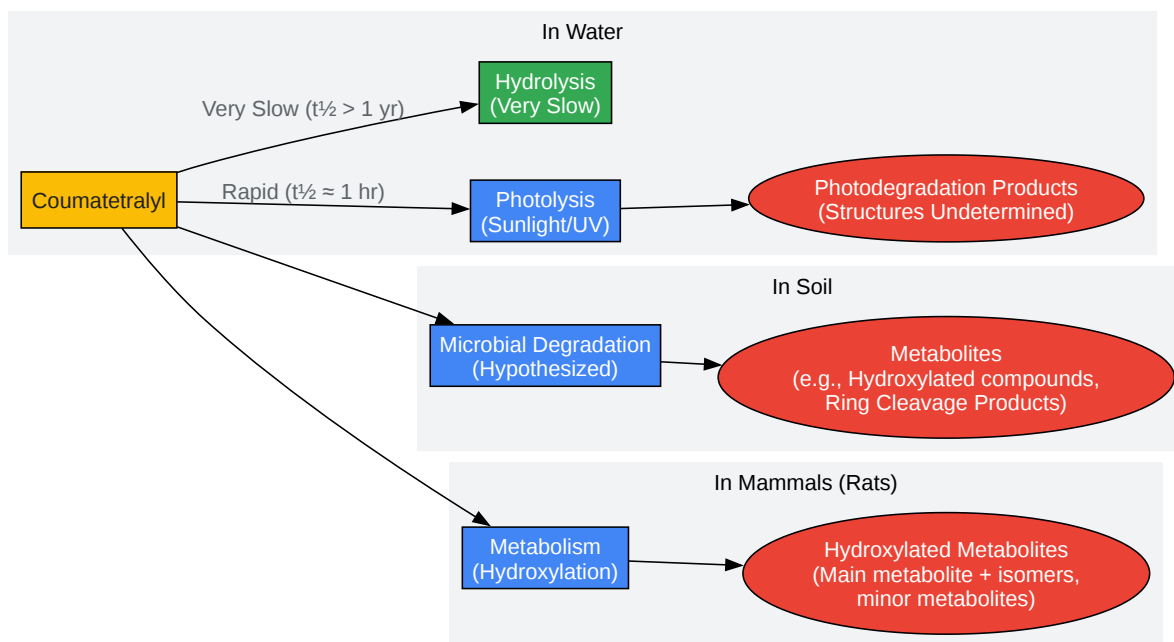 In Water
Hydrolysis
(Very Slow)
Very Slow (t½ > 1 yr)
Coumatetralyl
Rapid (t½ ≈ 1 hr)
Photolysis
(Sunlight/UV)
Photodegradation Products
(Structures Undetermined)
In Soil
Microbial Degradation
(Hypothesized)
Metabolites
(e.g., Hydroxylated compounds,
Ring Cleavage Products)
In Mammals (Rats)
Metabolism
(Hydroxylation)
Hydroxylated Metabolites
(Main metabolite + isomers,
minor metabolites)